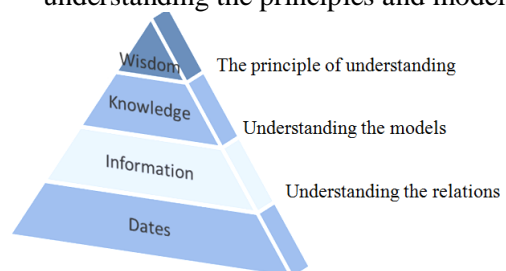 understanding the principles and model
Wisdom
The principle of understanding
Knowledge
Understanding the models
Information
Understanding the relations
Dates